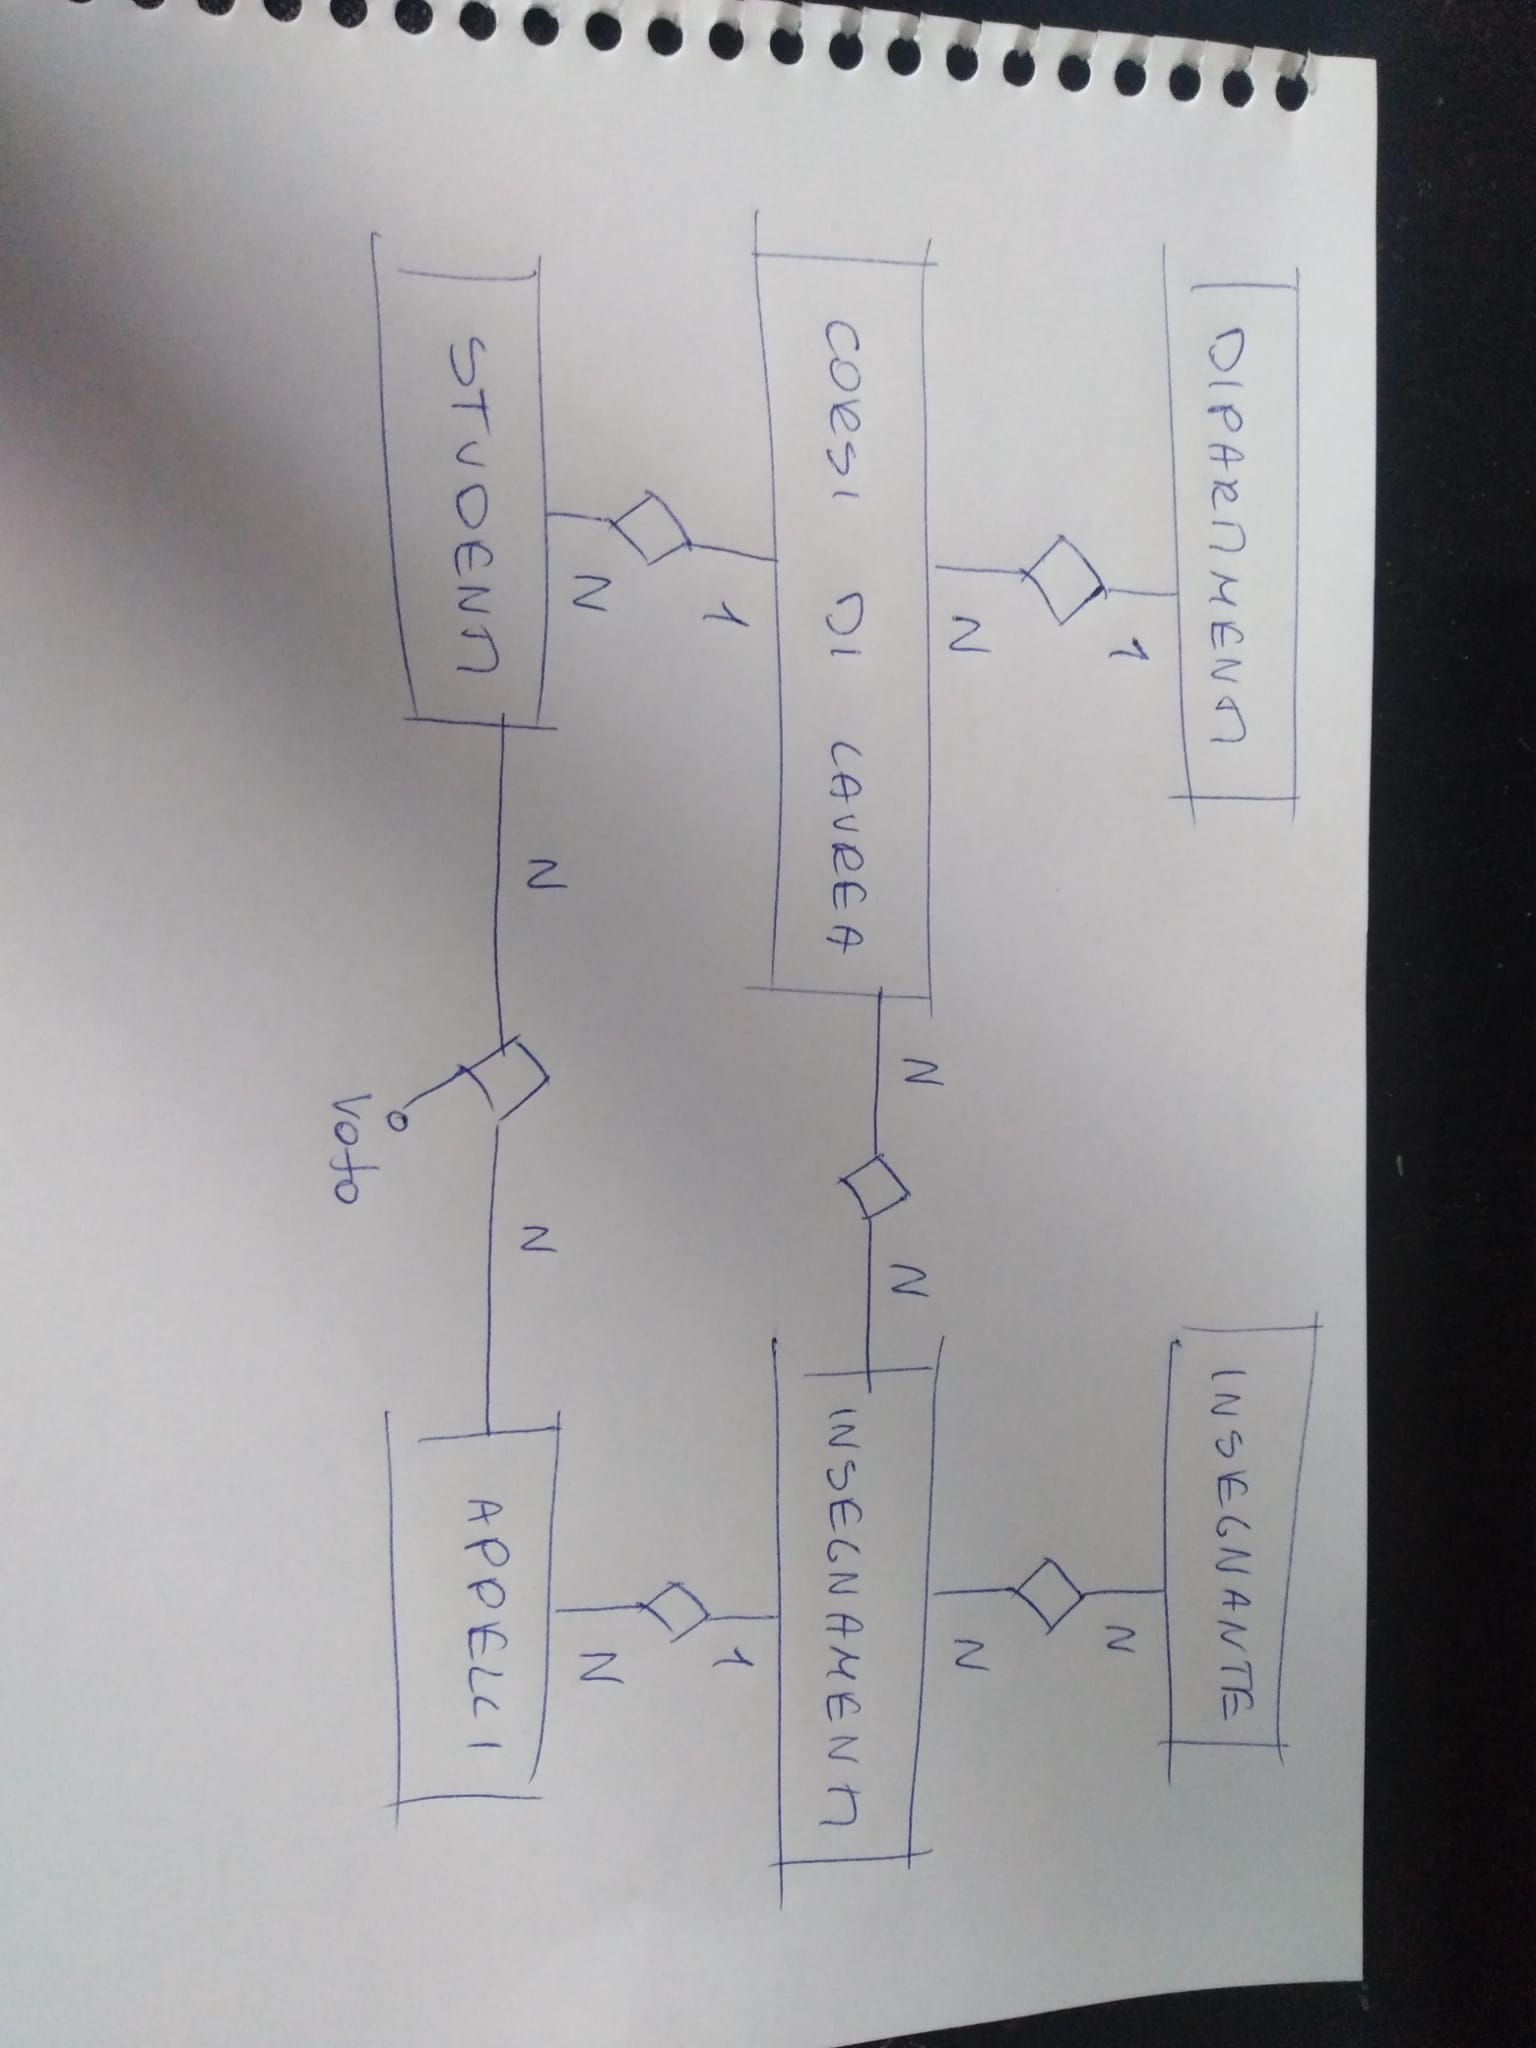 DIPARTIMENTI
INSEGNANTE
1
N
N
N
CORSI DI LAUREA
N
N
INSEGNAMENTI
1
1
N
N
STUDENTI
N
N
APPELLI
Voto